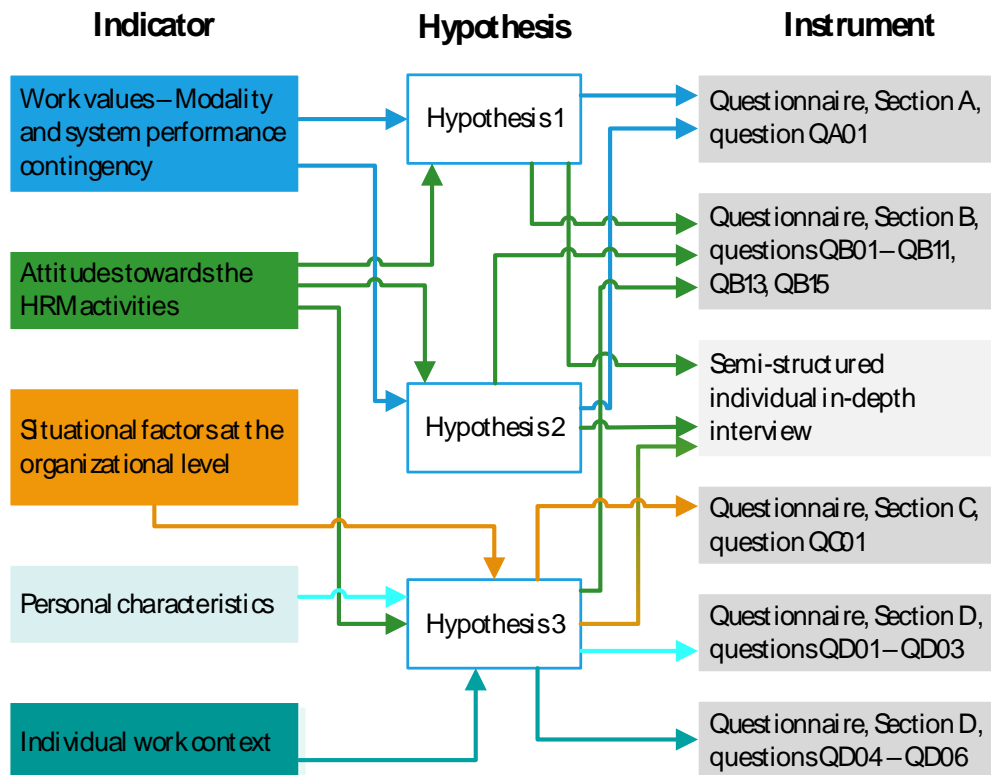 Indicator
Hypothesis
Instrument
Work values – Modality
and system performance
contingency
Attitudes towards the
HRM activities
Situational factors at the
organizational level
Personal characteristics
Individual work context
Hypothesis 1
Hypothesis 2
Hypothesis 3
Questionnaire, Section A,
question QA01
Questionnaire, Section B,
questions QB01 – QB11,
QB13, QB15
Semi-structured
individual in-depth
interview
Questionnaire, Section C,
question QC01
Questionnaire, Section D,
questions QD01 – QD03
Questionnaire, Section D,
questions QD04 – QD06